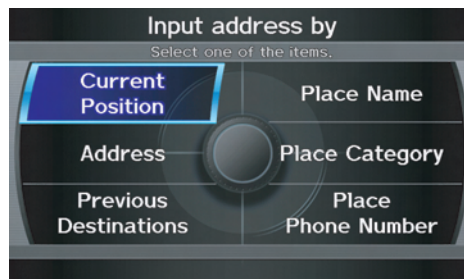 Input address by
Select one of the items.
Current
Position
Place Name
Address
Place Category
Previous
Destinations
Place
Phone Number